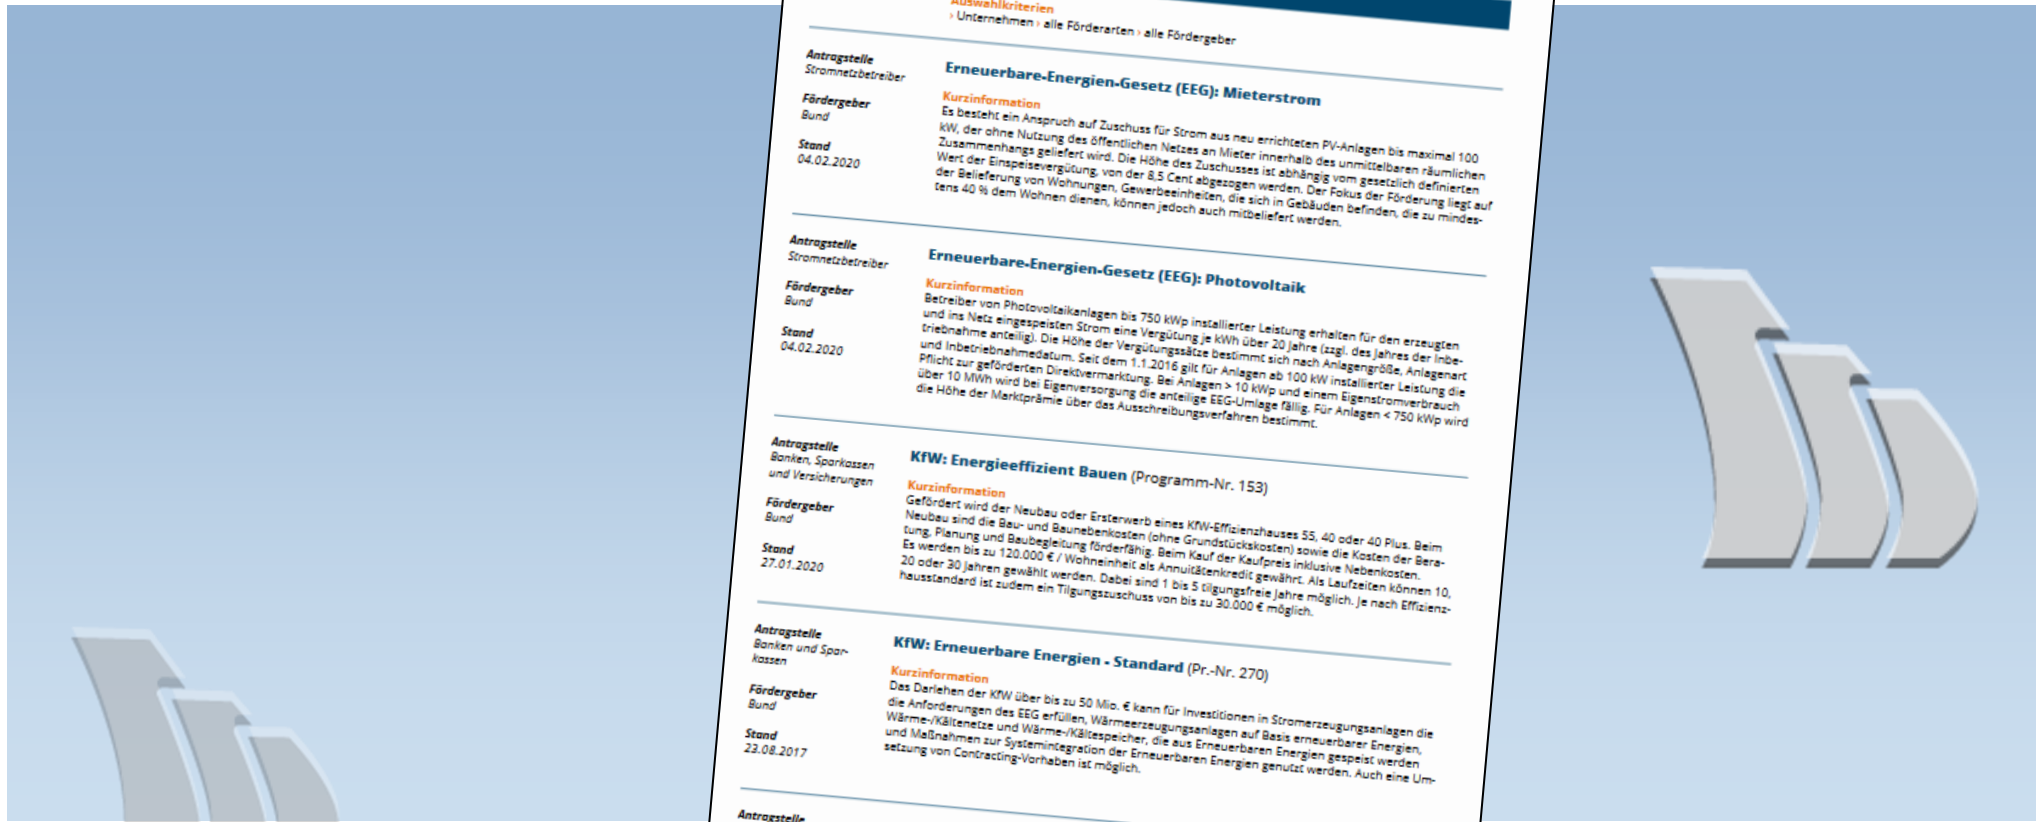 Auswahlkriterien
› Unternehmen › alle Förderarten › alle Fördergeber
Antragstelle
Stromnetzbetreiber
Fördergeber
Bund
Stand
04.02.2020
Erneuerbare-Energien-Gesetz (EEG): Mieterstrom
Kurzinformation
Es besteht ein Anspruch auf Zuschuss für Strom aus neu errichteten PV-Anlagen bis maximal 100
kW, der ohne Nutzung des öffentlichen Netzes an Mieter innerhalb des unmittelbaren räumlichen
Zusammenhangs geliefert wird. Die Höhe des Zuschusses ist abhängig vom gesetzlich definierten
Wert der Einspeisevergütung, von der 8,5 Cent abgezogen werden. Der Fokus der Förderung liegt auf
der Belieferung von Wohnungen, Gewerbeeinheiten, die sich in Gebäuden befinden, die zu mindes-
tens 40 % dem Wohnen dienen, können jedoch auch mitbeliefert werden.
Antragstelle
Stromnetzbetreiber
Fördergeber
Bund
Stand
04.02.2020
Erneuerbare-Energien-Gesetz (EEG): Photovoltaik
Kurzinformation
Betreiber von Photovoltaikanlagen bis 750 kWp installierter Leistung erhalten für den erzeugten
und ins Netz eingespeisten Strom eine Vergütung je kWh über 20 Jahre (zzgl. des Jahres der Inbe-
triebnahme anteilig). Die Höhe der Vergütungssätze bestimmt sich nach Anlagengröße, Anlagenart
und Inbetriebnahmedatum. Seit dem 1.1.2016 gilt für Anlagen ab 100 kW installierter Leistung die
Pflicht zur geförderten Direktvermarktung. Bei Anlagen > 10 kWp und einem Eigenstromverbrauch
über 10 MWh wird bei Eigenversorgung die anteilige EEG-Umlage fällig. Für Anlagen < 750 kWp wird
die Höhe der Marktprämie über das Ausschreibungsverfahren bestimmt.
Antragstelle
Banken, Sparkassen
und Versicherungen
Fördergeber
Bund
Stand
27.01.2020
KfW: Energieeffizient Bauen (Programm-Nr. 153)
Kurzinformation
Gefördert wird der Neubau oder Ersterwerb eines KfW-Effizienzhauses 55, 40 oder 40 Plus. Beim
Neubau sind die Bau- und Baunebenkosten (ohne Grundstückskosten) sowie die Kosten der Bera-
tung, Planung und Baubegleitung förderfähig. Beim Kauf der Kaufpreis inklusive Nebenkosten.
Es werden bis zu 120.000 € / Wohneinheit als Annuitätenkredit gewährt. Als Laufzeiten können 10,
20 oder 30 Jahren gewählt werden. Dabei sind 1 bis 5 tilgungsfreie Jahre möglich. Je nach Effizienz-
hausstandard ist zudem ein Tilgungszuschuss von bis zu 30.000 € möglich.
Antragstelle
Banken und Spar-
kassen
Fördergeber
Bund
Stand
23.08.2017
KfW: Erneuerbare Energien - Standard (Pr.-Nr. 270)
Kurzinformation
Das Darlehen der KfW über bis zu 50 Mio. € kann für Investitionen in Stromerzeugungsanlagen die
die Anforderungen des EEG erfüllen, Wärmeerzeugungsanlagen auf Basis erneuerbarer Energien,
Wärme-/Kältenetze und Wärme-/Kältespeicher, die aus Erneuerbaren Energien gespeist werden
und Maßnahmen zur Systemintegration der Erneuerbaren Energien genutzt werden. Auch eine Um-
setzung von Contracting-Vorhaben ist möglich.
Antragstelle